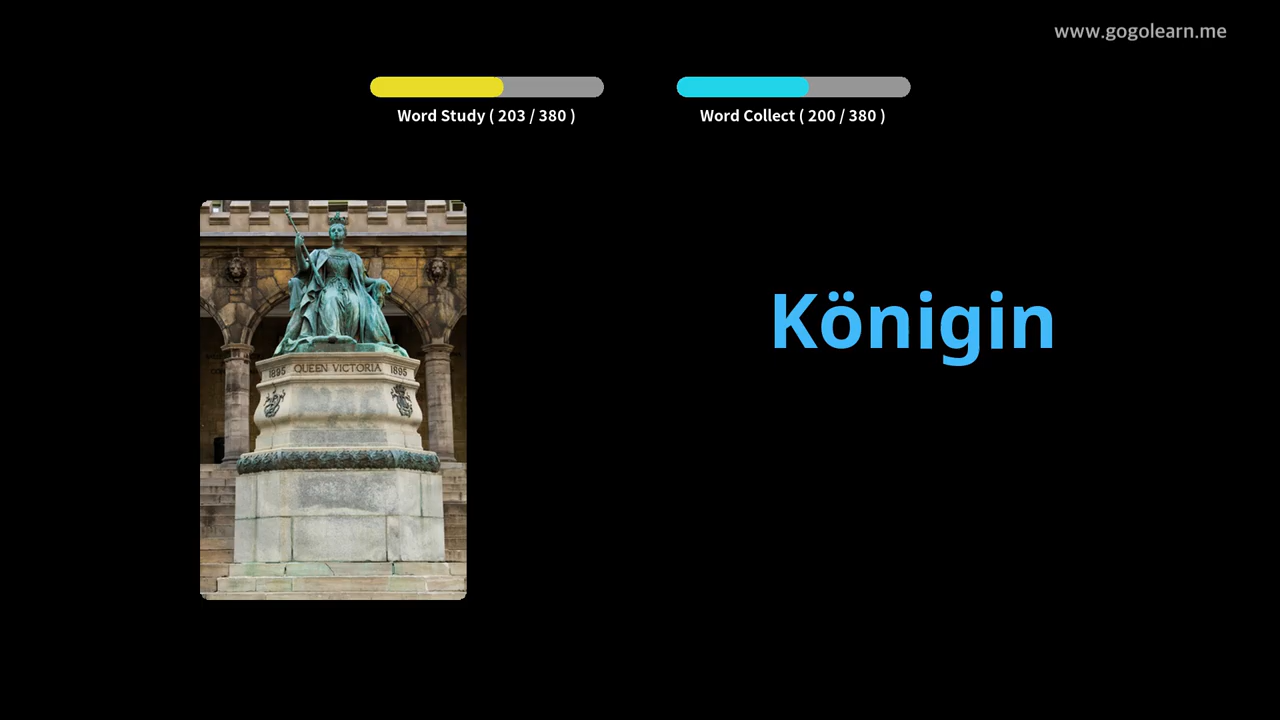 www.gogolearn.me
Word Study ( 203 / 380 )
Word Collect ( 200 / 380 )
Königin
1895 QUEEN VICTORIA 1895